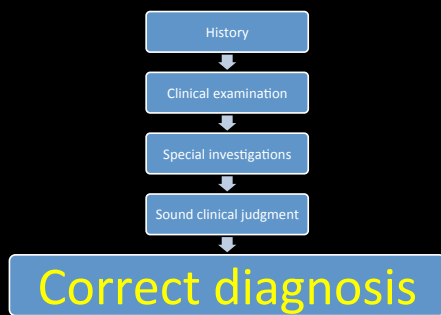 History
Clinical examination
Special investigations
Sound clinical judgment
Correct diagnosis